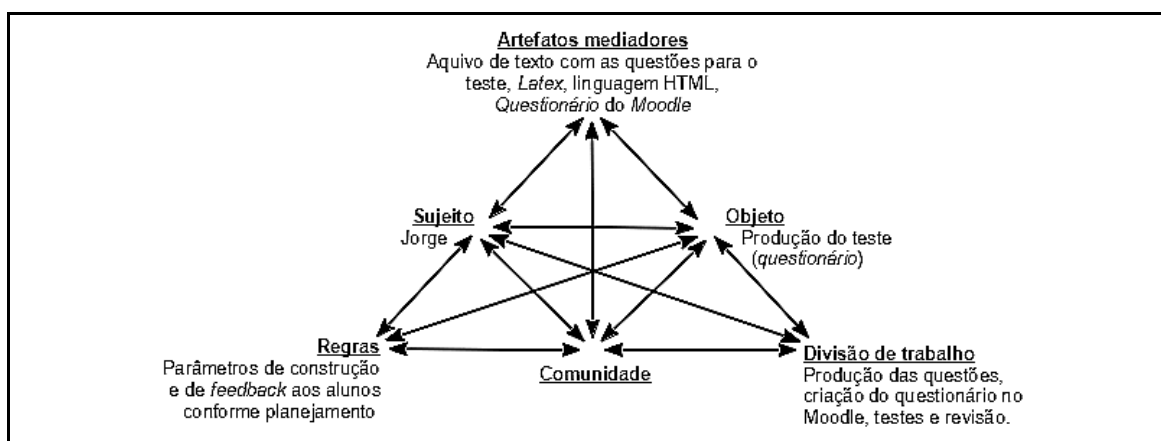 Artefatos mediadores
Aquivo de texto com as questões para o
teste, Latex, linguagem HTML,
Questionário do Moodle
Sujeito
Jorge
Objeto
Produção do teste
(questionário)
Regras
Parâmetros de construção
e de feedback aos alunos
conforme planejamento
Comunidade
Divisão de trabalho
Produção das questões,
criação do questionário no
Moodle, testes e revisão.